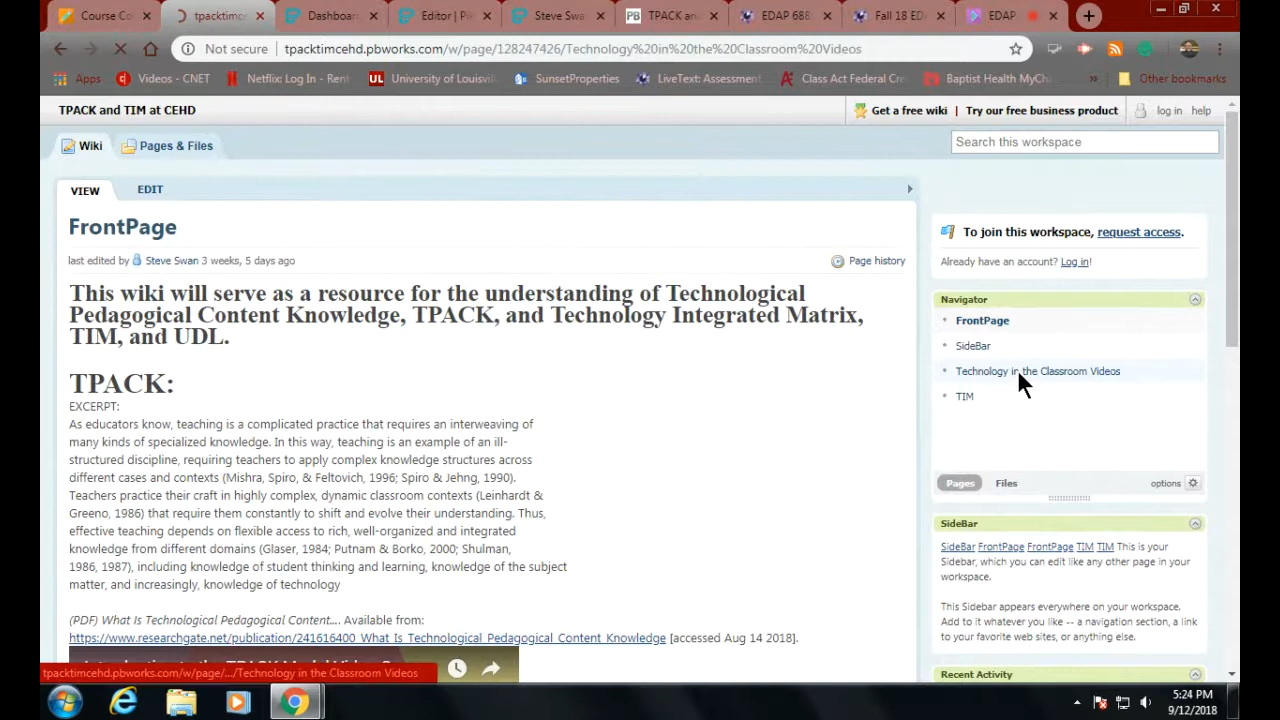 Course Co
tpacktimc
Dashboar
Editor | Pi
Steve Swa
TPACK an
EDAP 688
Fall 18 ED
EDAP
Not secure
tpacktimcehd.pbworks.com/w/page/128247426/Technology%20in%20the%20Classroom%20Videos
Apps
Videos - CNET
Netflix: Log In - Rent
University of Louisvil
SunsetProperties
LiveText: Assessment
Class Act Federal Cre
Baptist Health MyCha
»
Other bookmarks
TPACK and TIM at CEHD
Get a free wiki | Try our free business product
log in
help
Wiki
Pages & Files
Search this workspace
VIEW
EDIT
FrontPage
last edited by Steve Swan 3 weeks, 5 days ago
Page history
This wiki will serve as a resource for the understanding of Technological
Pedagogical Content Knowledge, TPACK, and Technology Integrated Matrix,
TIM, and UDL.
TPACK:
EXCERPT:
As educators know, teaching is a complicated practice that requires an interweaving of
many kinds of specialized knowledge. In this way, teaching is an example of an ill-
structured discipline, requiring teachers to apply complex knowledge structures across
different cases and contexts (Mishra, Spiro, & Feltovich, 1996; Spiro & Jehng, 1990).
Teachers practice their craft in highly complex, dynamic classroom contexts (Leinhardt &
Greeno, 1986) that require them constantly to shift and evolve their understanding. Thus,
effective teaching depends on flexible access to rich, well-organized and integrated
knowledge from different domains (Glaser, 1984; Putnam & Borko, 2000; Shulman,
1986, 1987), including knowledge of student thinking and learning, knowledge of the subject
matter, and increasingly, knowledge of technology
(PDF) What Is Technological Pedagogical Content.... Available from:
https://www.researchgate.net/publication/241616400_What_Is_Technological_Pedagogical_Content_Knowledge [accessed Aug 14 2018].
To join this workspace, request access.
Already have an account? Log in!
Navigator
FrontPage
SideBar
Technology in the Classroom Videos
TIM
Pages
Files
options
SideBar
SideBar FrontPage FrontPage TIM TIM This is your
Sidebar, which you can edit like any other page in your
workspace.
This Sidebar appears everywhere on your workspace.
Add to it whatever you like -- a navigation section, a link
to your favorite web sites, or anything else.
Recent Activity
tpacktimcehd.pbworks.com/w/page/.../Technology in the Classroom Videos
5:24 PM
9/12/2018